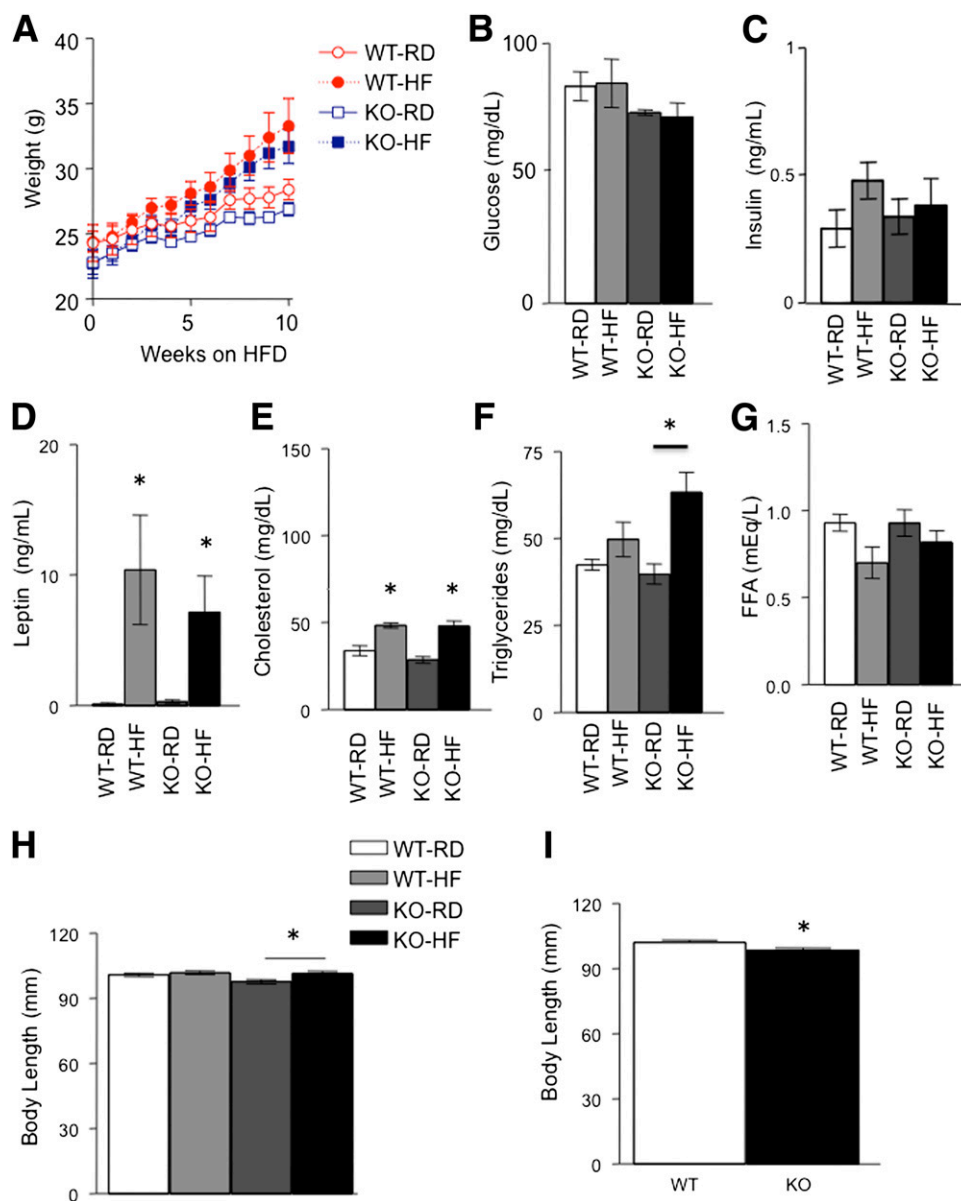 A
40
35
30
25
20
Weight (g)
0
5
10
Weeks on HFD
WT-RD
WT-HF
KO-RD
KO-HF
B
100
50
0
Glucose (mg/dL)
WT-RD
WT-HF
KO-RD
KO-HF
C
1
0.5
0
Insulin (ng/mL)
WT-RD
WT-HF
KO-RD
KO-HF
D
20
10
0
Leptin (ng/mL)
*
*
WT-RD
WT-HF
KO-RD
KO-HF
E
150
100
50
0
Cholesterol (mg/dL)
*
*
WT-RD
WT-HF
KO-RD
KO-HF
F
75
50
25
0
Triglycerides (mg/dL)
*
WT-RD
WT-HF
KO-RD
KO-HF
G
1.5
1.0
0.5
0.0
FFA (mEq/L)
WT-RD
WT-HF
KO-RD
KO-HF
H
WT-RD
WT-HF
KO-RD
KO-HF
120
90
60
30
0
Body Length (mm)
*
I
120
90
60
30
0
Body Length (mm)
*
WT
KO